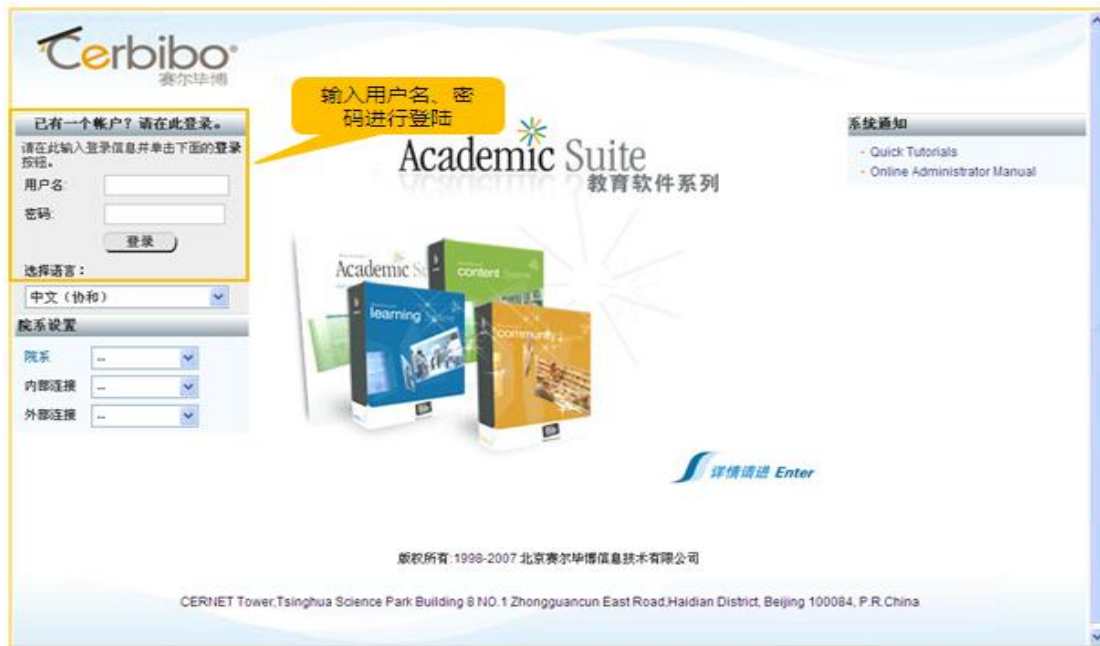 Cerbibo®
赛尔毕博
输入用户名、密
码进行登陆
已有一个帐户？请在此登录。
请在此输入登录信息并单击下面的登录
按钮。
用户名:
密码:
登录
选择语言：
中文（协和）
院系设置
院系
--
内部连接
--
外部连接
--
Academic Suite
教育软件系列
Academic Su
content
learning
community
详情请进 Enter
系统通知
Quick Tutorials
Online Administrator Manual
版权所有:1998-2007 北京赛尔毕博信息技术有限公司
CERNET Tower,Tsinghua Science Park Building 8 NO.1 Zhongguancun East Road,Haidian District, Beijing 100084, P.R.China